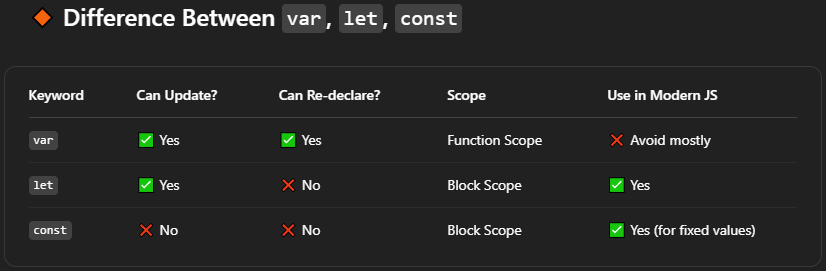 Difference Between var, let, const
Keyword Can Update? Can Re-declare? Scope Use in Modern JS
var ✅ Yes ✅ Yes Function Scope ❌ Avoid mostly
let ✅ Yes ❌ No Block Scope ✅ Yes
const ❌ No ❌ No Block Scope ✅ Yes (for fixed values)